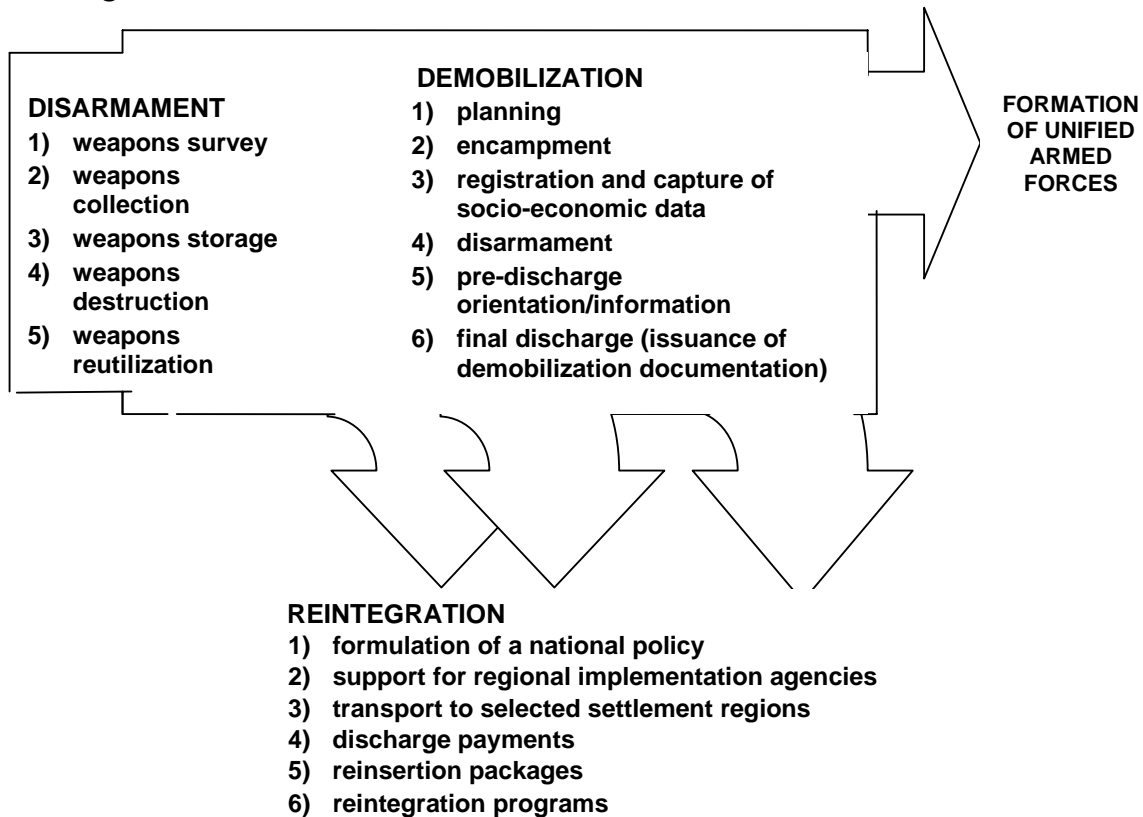 DISARMAMENT
1) weapons survey
2) weapons
collection
3) weapons storage
4) weapons
destruction
5) weapons
reutilization
DEMOBILIZATION
1) planning
2) encampment
3) registration and capture of
socio-economic data
4) disarmament
5) pre-discharge
orientation/information
6) final discharge (issuance of
demobilization documentation)
FORMATION
OF UNIFIED
ARMED
FORCES
REINTEGRATION
1) formulation of a national policy
2) support for regional implementation agencies
3) transport to selected settlement regions
4) discharge payments
5) reinsertion packages
6) reintegration programs